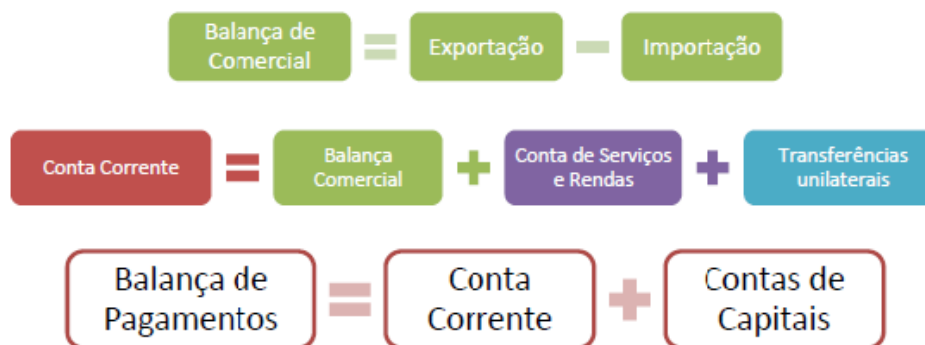 Balança de
Comercial
=
Exportação
−
Importação
Conta Corrente
=
Balança
Comercial
+
Conta de Serviços
e Rendas
+
Transferências
unilaterais
Balança de
Pagamentos
=
Conta
Corrente
+
Contas de
Capitais